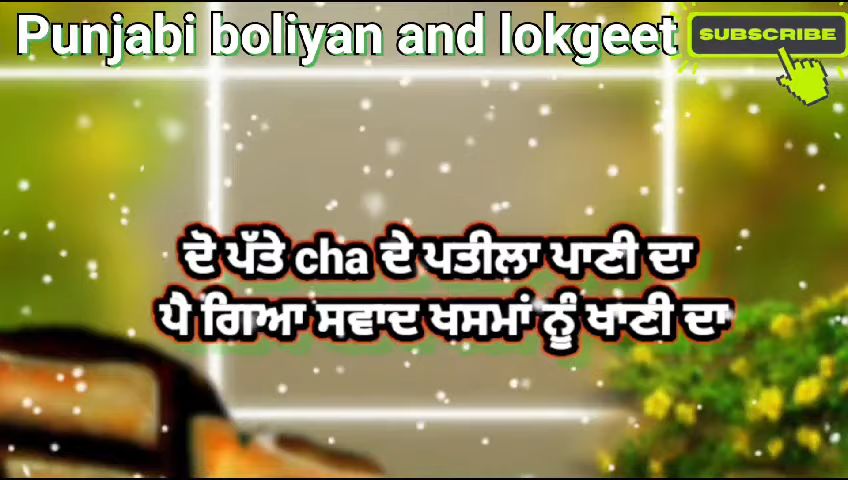 Punjabi boliyan and lokgeet
SUBSCRIBE
ਦੋ ਪੱਤੇ cha ਦੇ ਪਤੀਲਾ ਪਾਣੀ ਦਾ
ਪੈ ਗਿਆ ਸਵਾਦ ਖਸਮਾਂ ਨੂੰ ਖਾਣੀ ਦਾ